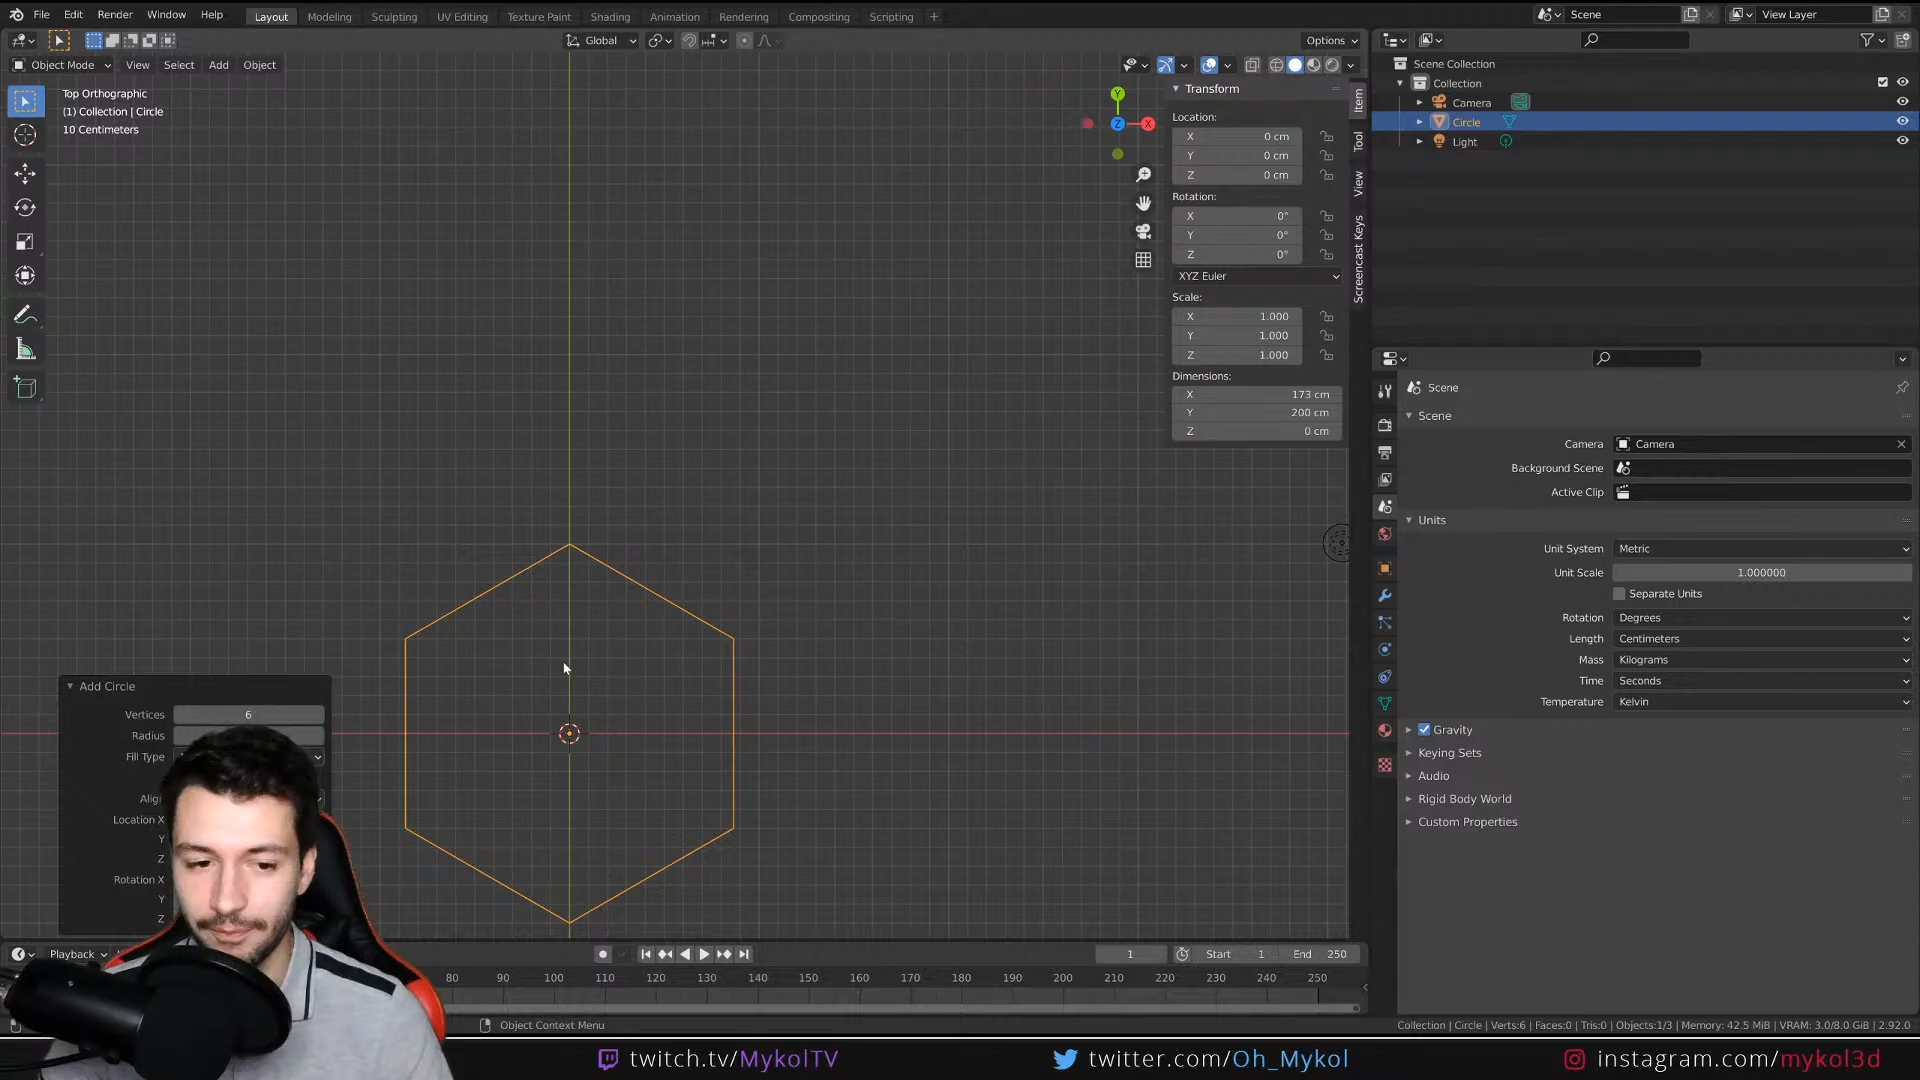 File Edit Render Window Help Layout Modeling Sculpting UV Editing Texture Paint Shading Animation Rendering Compositing Scripting + Scene View Layer
Global Options
Object Mode View Select Add Object
Top Orthographic
(1) Collection | Circle
10 Centimeters
Y
Z
X
Transform
Location:
X 0 cm
Y 0 cm
Z 0 cm
Rotation:
X 0°
Y 0°
Z 0°
XYZ Euler
Scale:
X 1.000
Y 1.000
Z 1.000
Dimensions:
X 173 cm
Y 200 cm
Z 0 cm
Item
Tool
View
Screencast Keys
Scene Collection
Collection
Camera
Circle
Light
Scene
Scene
Camera Camera
Background Scene
Active Clip
Units
Unit System Metric
Unit Scale 1.000000
Separate Units
Rotation Degrees
Length Centimeters
Mass Kilograms
Time Seconds
Temperature Kelvin
Gravity
Keying Sets
Audio
Rigid Body World
Custom Properties
Add Circle
Vertices 6
Radius
Fill Type
Location X
Y
Z
Rotation X
Y
Z
Playback 1 Start 1 End 250
80 90 100 110 120 130 140 150 160 170 180 190 200 210 220 230 240 250
Object Context Menu
Collection | Circle | Verts:6 | Faces:0 | Tris:0 | Objects:1/3 | Memory: 42.5 MiB | VRAM: 3.0/8.0 GiB | 2.92.0
twitch.tv/MykolTV twitter.com/Oh_Mykol instagram.com/mykol3d